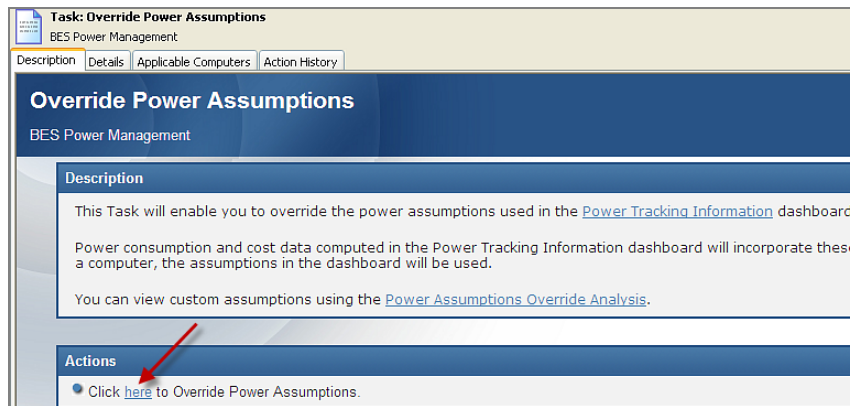 Task: Override Power Assumptions
BES Power Management
Description Details Applicable Computers Action History
Override Power Assumptions
BES Power Management
Description
This Task will enable you to override the power assumptions used in the Power Tracking Information dashboard
Power consumption and cost data computed in the Power Tracking Information dashboard will incorporate these
a computer, the assumptions in the dashboard will be used.
You can view custom assumptions using the Power Assumptions Override Analysis.
Actions
Click here to Override Power Assumptions.